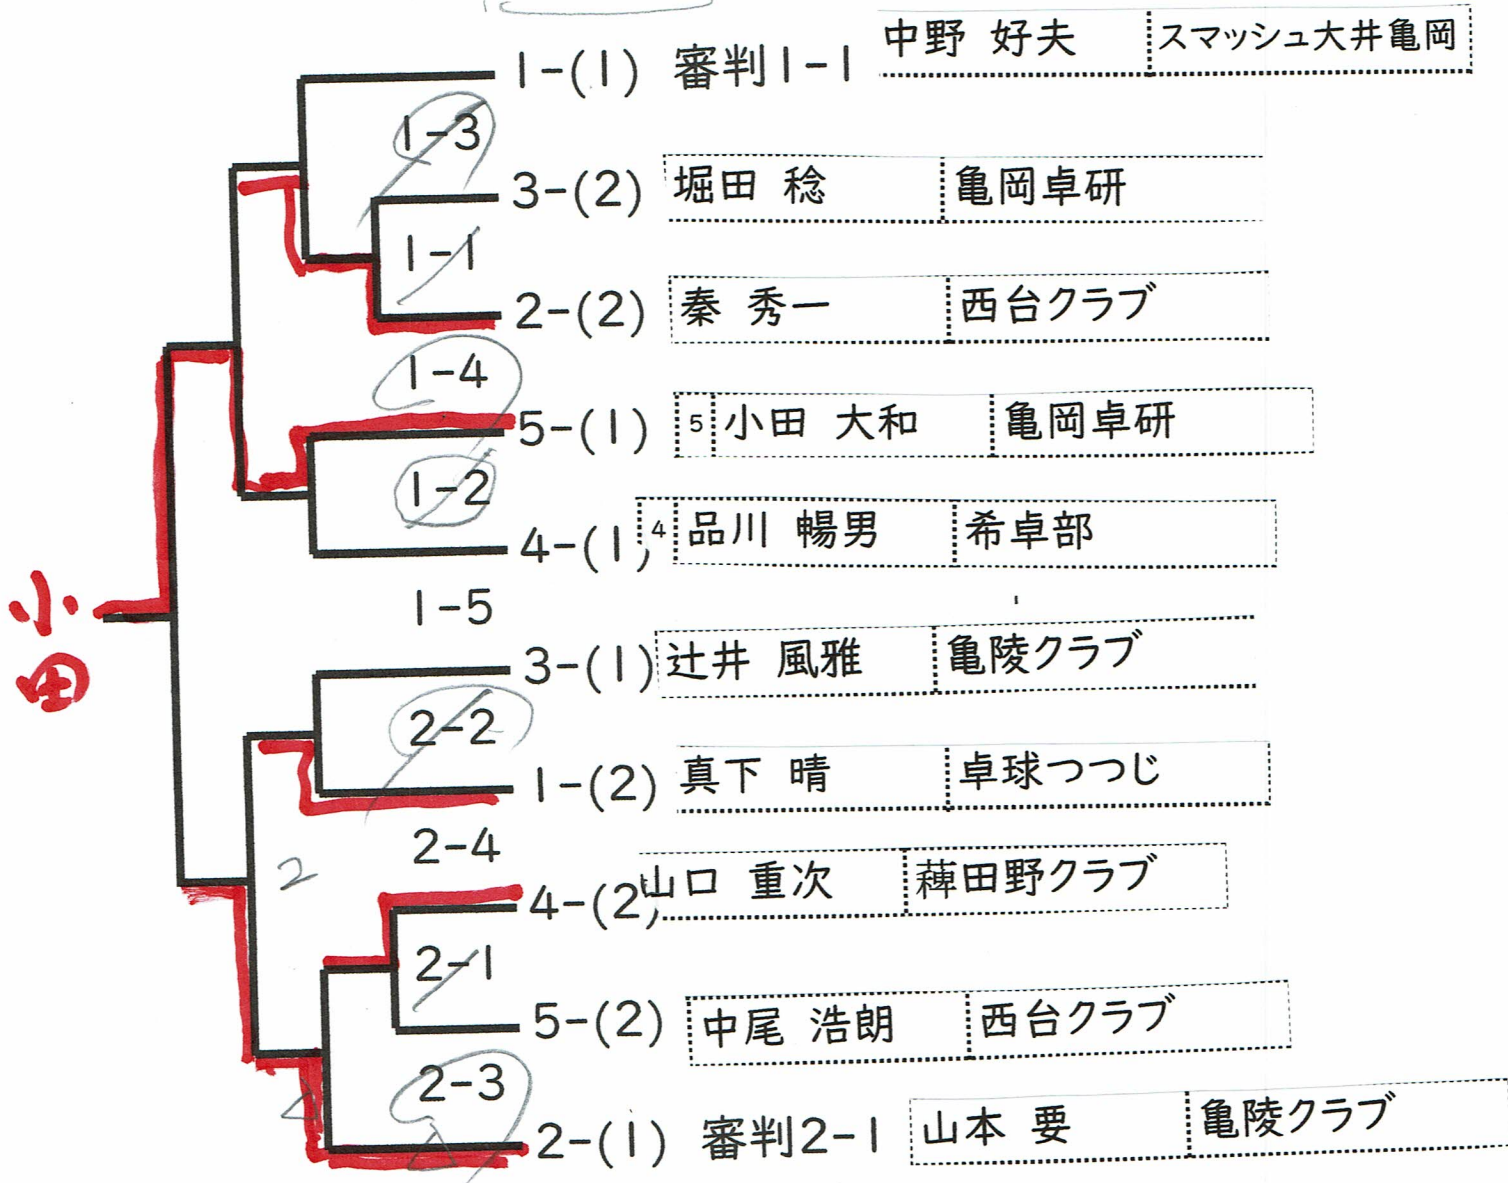 1-(1) 審判1-1 中野 好夫 スマッシュ大井亀岡
1-3
3-(2) 堀田 稔 亀岡卓研
1-1
2-(2) 秦 秀一 西台クラブ
1-4
5-(1) 5 小田 大和 亀岡卓研
1-2
4-(1) 4 品川 暢男 希卓部
小田
1-5
3-(1) 辻井 風雅 亀陵クラブ
2-2
1-(2) 真下 晴 卓球つつじ
2-4
2
4-(2) 山口 重次 薭田野クラブ
2-1
5-(2) 中尾 浩朗 西台クラブ
2-3
2-(1) 審判2-1 山本 要 亀陵クラブ